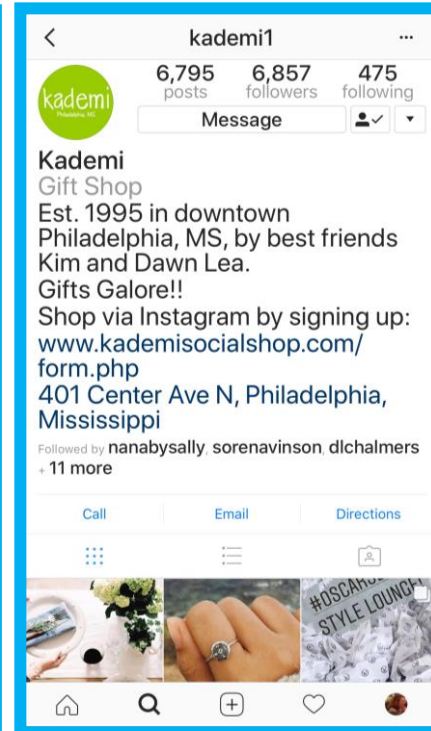 kademi1
6,795 6,857 475
posts followers following
kademi
Philadelphia, MS
Message
Kademi
Gift Shop
Est. 1995 in downtown
Philadelphia, MS, by best friends
Kim and Dawn Lea.
Gifts Galore!!
Shop via Instagram by signing up:
www.kademisocialshop.com/
form.php
401 Center Ave N, Philadelphia,
Mississippi
Followed by nanabysally, sorenavinson, dlchalmers
+ 11 more
Call Email Directions
STYLE LOUNGE